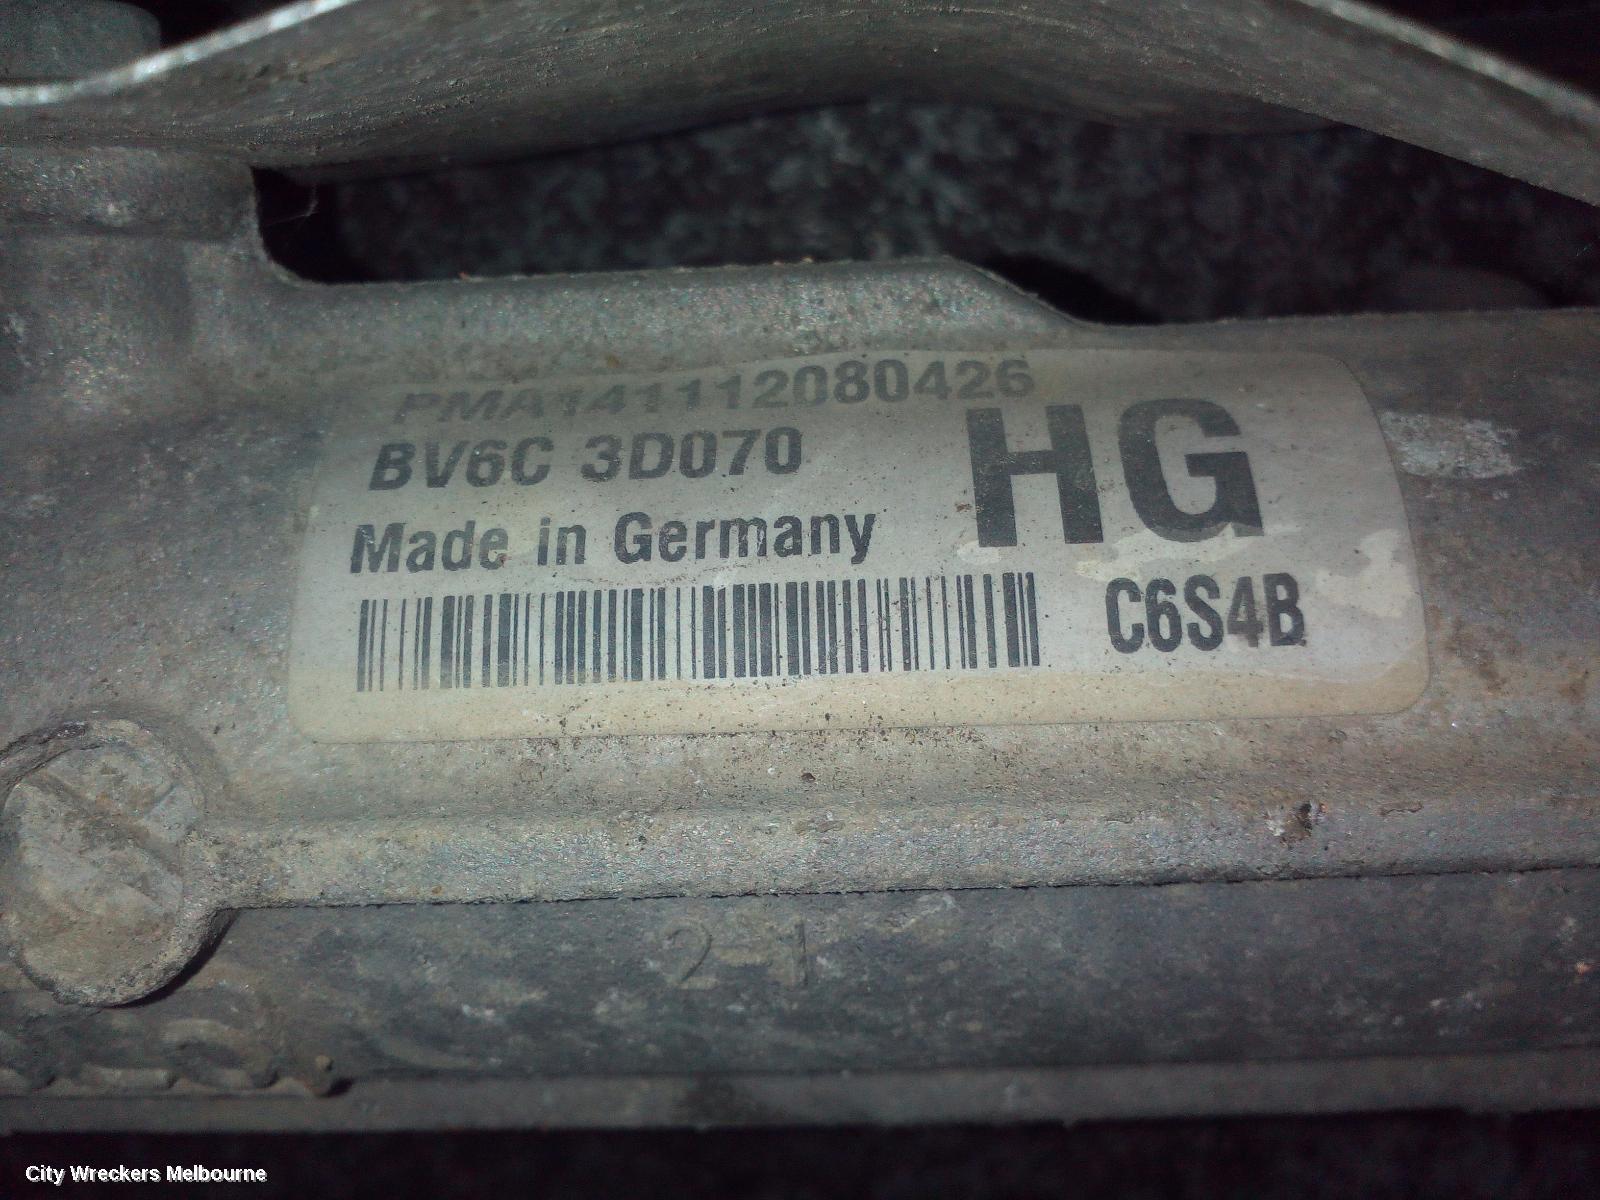 PMA141112080426
BV6C 3D070
HG
Made in Germany
C6S4B
21
City Wreckers Melbourne